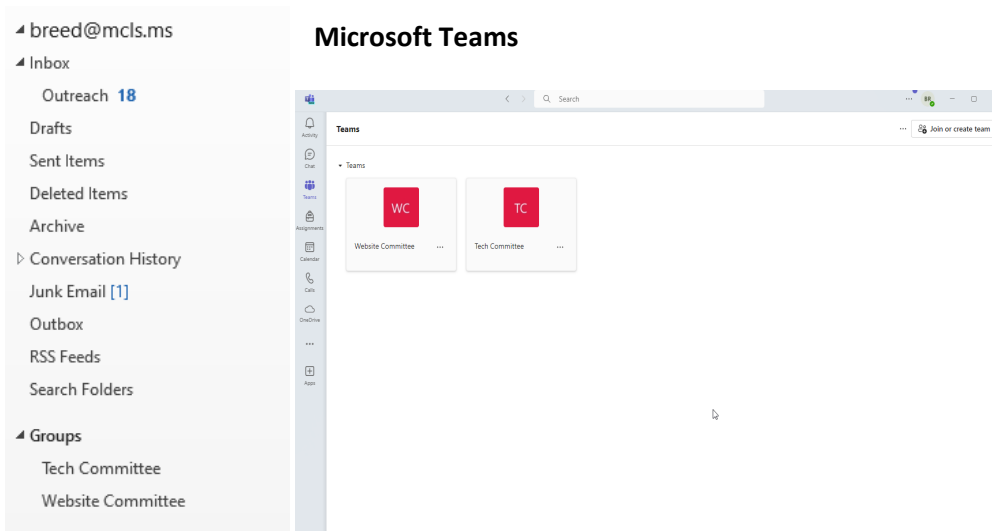 breed@mcls.ms
Inbox
Outreach 18
Drafts
Sent Items
Deleted Items
Archive
Conversation History
Junk Email [1]
Outbox
RSS Feeds
Search Folders
Groups
Tech Committee
Website Committee
Microsoft Teams
Search
BR
Activity
Chat
Teams
Assignments
Calendar
Calls
OneDrive
Apps
Teams
Join or create team
Teams
WC
TC
Website Committee
Tech Committee